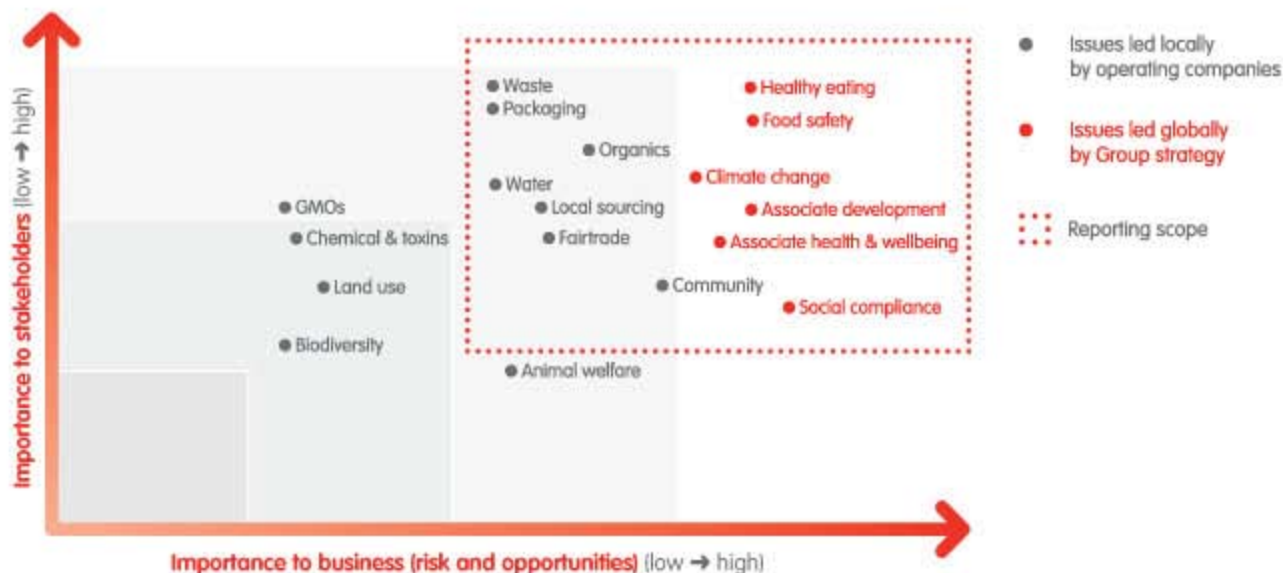 Importance to stakeholders (low → high)
Waste
Packaging
Organics
Water
Local sourcing
Fairtrade
GMOs
Chemical & toxins
Land use
Biodiversity
Community
Animal welfare
Healthy eating
Food safety
Climate change
Associate development
Associate health & wellbeing
Social compliance
Importance to business (risk and opportunities) (low → high)
Issues led locally
by operating companies
Issues led globally
by Group strategy
Reporting scope